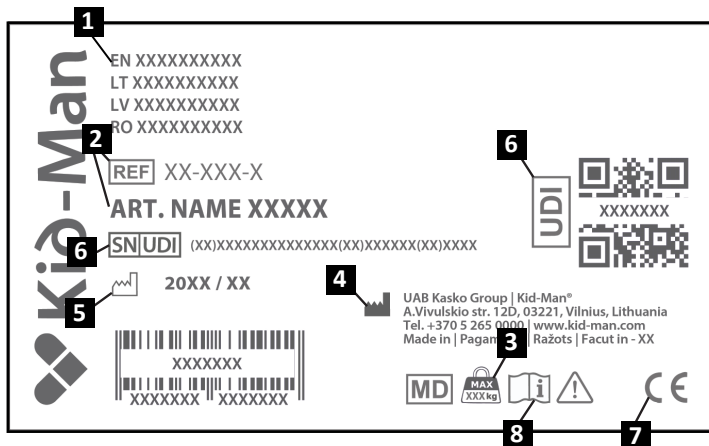 1
EN XXXXXXXXXX
LT XXXXXXXXXX
LV XXXXXXXXXX
RO XXXXXXXXXX
2
REF XX-XXX-X
ART. NAME XXXXX
6
SN UDI (XX)XXXXXXXXXXXXXX(XX)XXXXXX(XX)XXXX
5
20XX / XX
Kid-Man
XXXXXXX
XXXXXXX XXXXXXX
6
UDI
XXXXXXX
4
UAB Kasko Group | Kid-Man®
A.Vivulskio str. 12D, 03221, Vilnius, Lithuania
Tel. +370 5 265 0000 | www.kid-man.com
Made in | Ražots | Facut in - XX
3
MD
MAX
XXX kg
i
!
CE
8
7